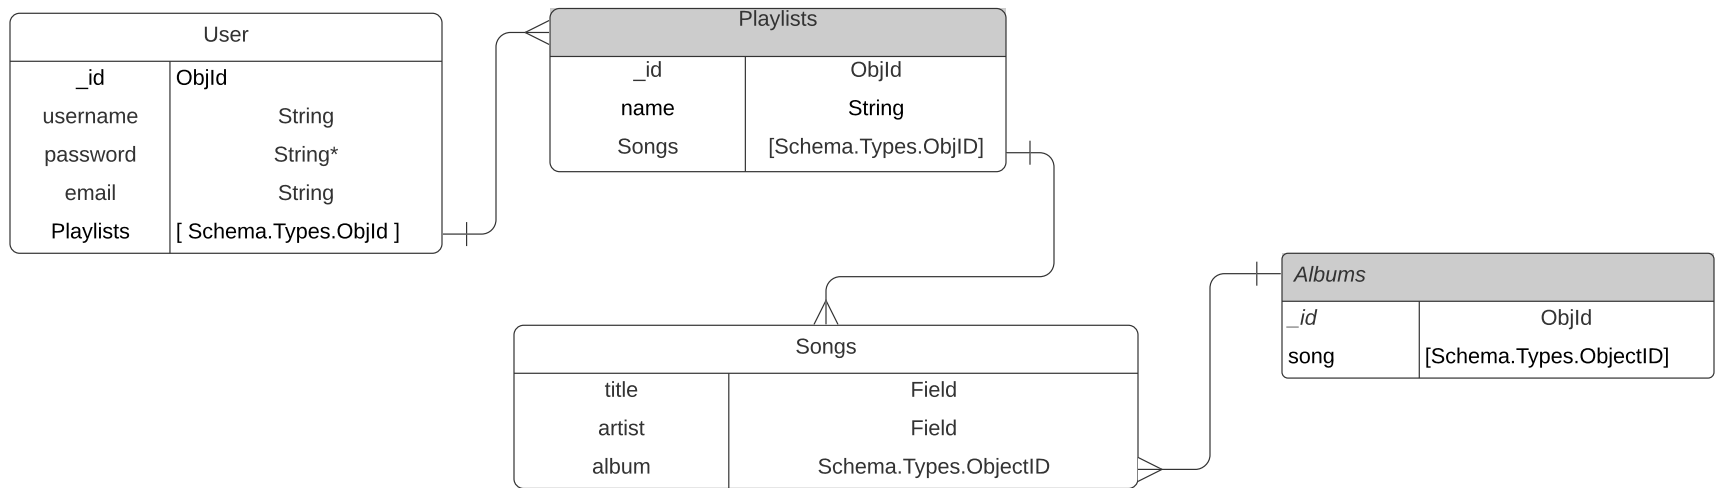 User
_id ObjId
username String
password String*
email String
Playlists [ Schema.Types.ObjId ]
Playlists
_id ObjId
name String
Songs [Schema.Types.ObjID]
Songs
title Field
artist Field
album Schema.Types.ObjectID
Albums
_id ObjId
song [Schema.Types.ObjectID]